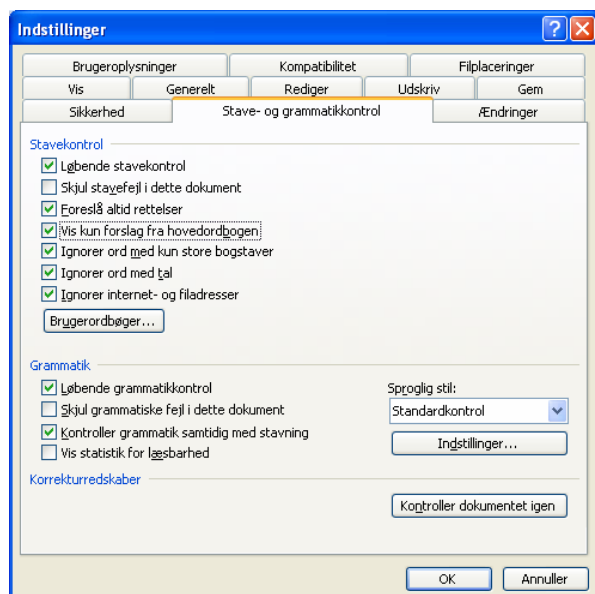 Indstillinger
Brugeroplysninger Kompatibilitet Filplaceringer
Vis Generelt Rediger Udskriv Gem
Sikkerhed Stave- og grammatikkontrol Ændringer
Stavekontrol
Løbende stavekontrol
Skjul stavefejl i dette dokument
Foreslå altid rettelser
Vis kun forslag fra hovedordbogen
Ignorer ord med kun store bogstaver
Ignorer ord med tal
Ignorer internet- og filadresser
Brugerordbøger...
Grammatik
Løbende grammatikkontrol Sproglig stil:
Skjul grammatiske fejl i dette dokument Standardkontrol
Kontroller grammatik samtidig med stavning
Vis statistik for læsbarhed Indstillinger...
Korrekturredskaber
Kontroller dokumentet igen
OK Annuller